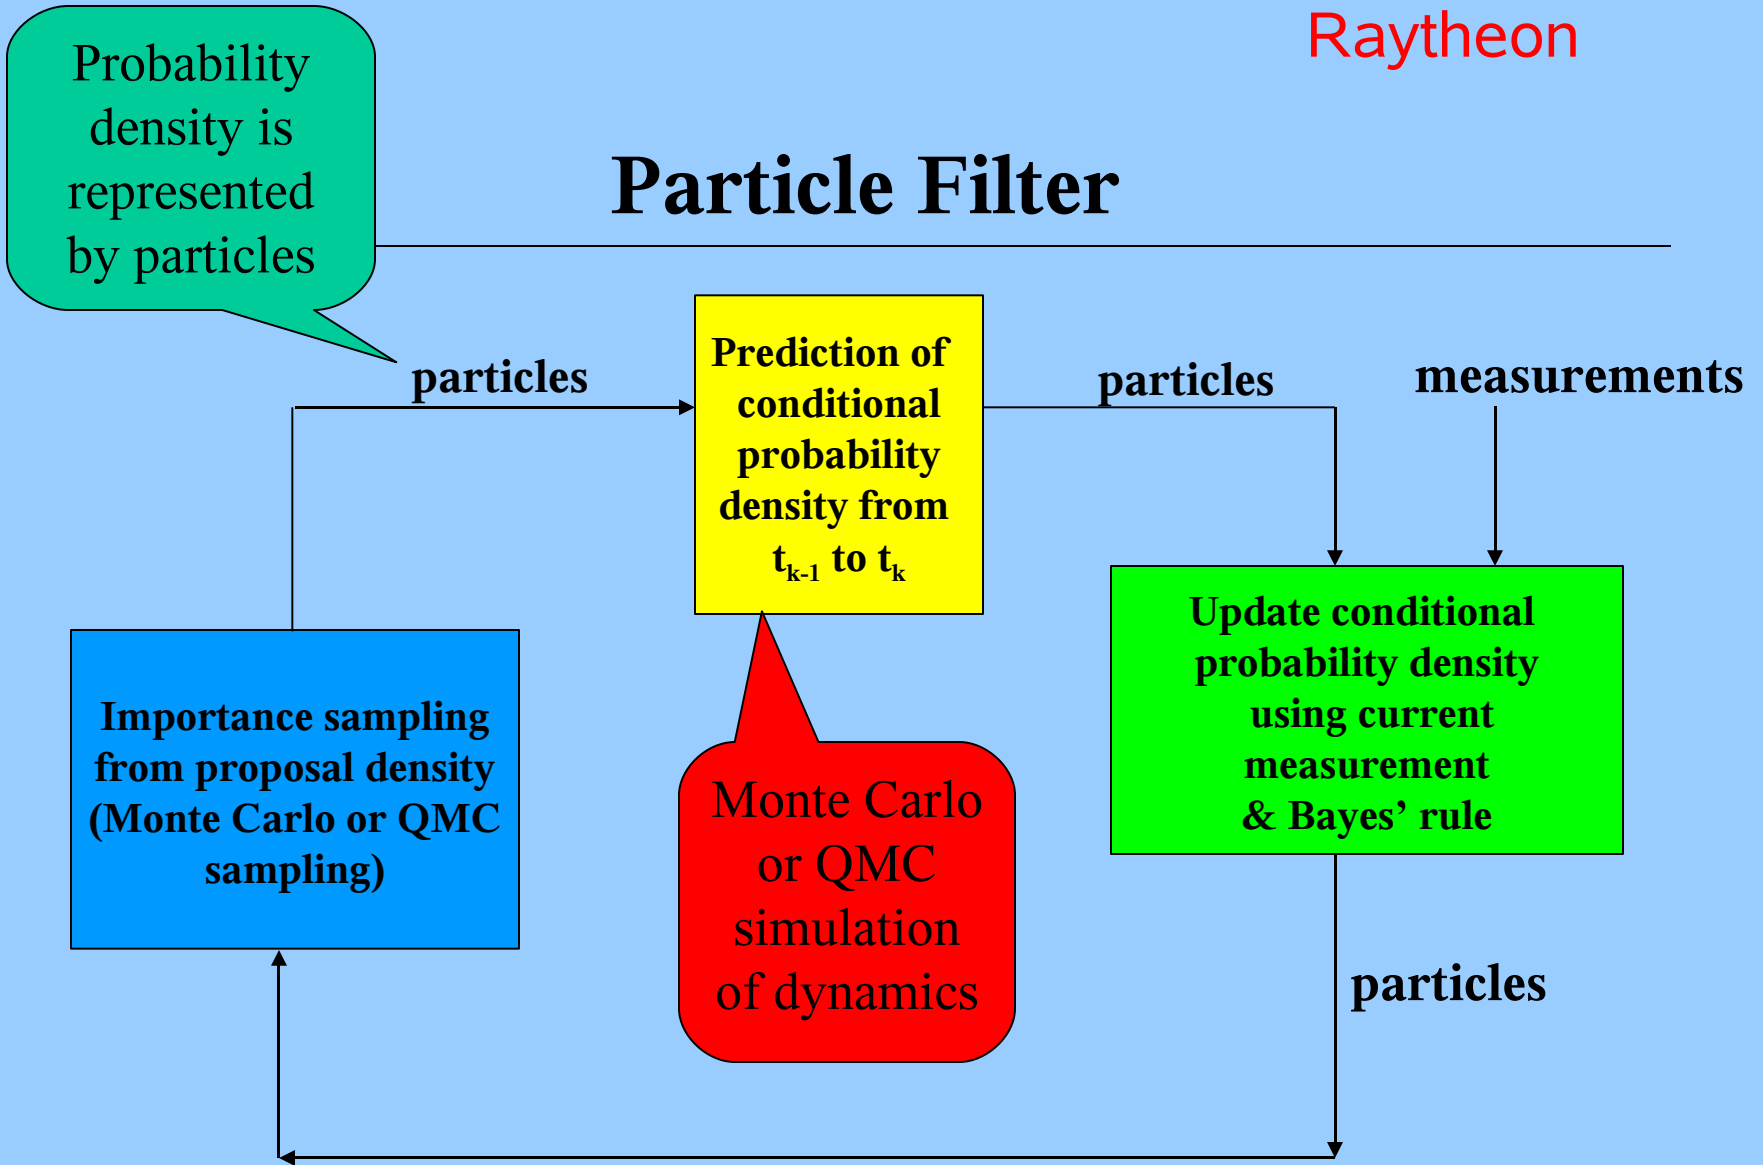 Raytheon
Probability
density is
represented
by particles
Particle Filter
particles
Prediction of
conditional
probability
density from
t_{k-1} to t_k
particles
measurements
Update conditional
probability density
using current
measurement
& Bayes’ rule
Importance sampling
from proposal density
(Monte Carlo or QMC
sampling)
Monte Carlo
or QMC
simulation
of dynamics
particles